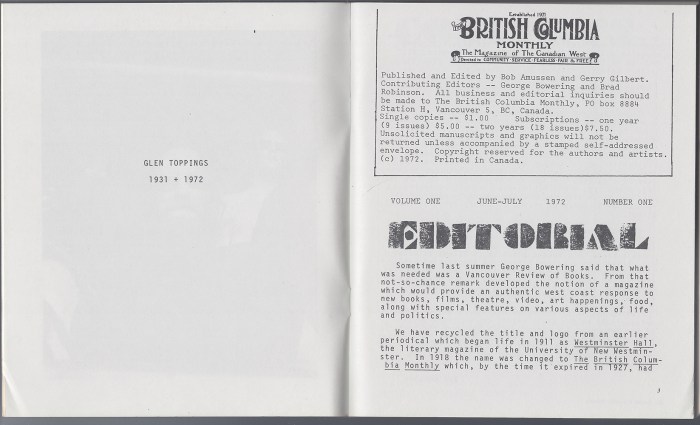 GLEN TOPPINGS
1931 + 1972
Established 1911
The BRITISH COLUMBIA
MONTHLY
The Magazine of The Canadian West
Devoted to COMMUNITY-SERVICE-FEARLESS-FAIR & FREE
Published and Edited by Bob Amussen and Gerry Gilbert.
Contributing Editors -- George Bowering and Brad
Robinson. All business and editorial inquiries should
be made to The British Columbia Monthly, PO box 8884
Station H, Vancouver 5, BC, Canada.
Single copies -- $1.00 Subscriptions -- one year
(9 issues) $5.00 -- two years (18 issues)$7.50.
Unsolicited manuscripts and graphics will not be
returned unless accompanied by a stamped self-addressed
envelope. Copyright reserved for the authors and artists.
(c) 1972. Printed in Canada.
VOLUME ONE JUNE-JULY 1972 NUMBER ONE
EDITORIAL
Sometime last summer George Bowering said that what
was needed was a Vancouver Review of Books. From that
not-so-chance remark developed the notion of a magazine
which would provide an authentic west coast response to
new books, films, theatre, video, art happenings, food,
along with special features on various aspects of life
and politics.
We have recycled the title and logo from an earlier
periodical which began life in 1911 as Westminster Hall,
the literary magazine of the University of New Westmin-
ster. In 1918 the name was changed to The British Colum-
bia Monthly which, by the time it expired in 1927, had
3